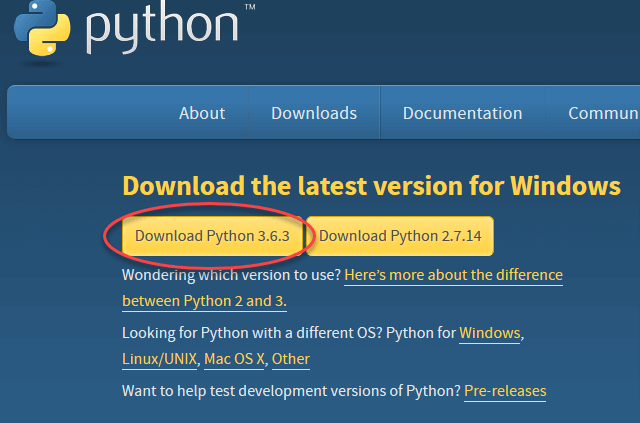 python™
About Downloads Documentation Commun
Download the latest version for Windows
Download Python 3.6.3 Download Python 2.7.14
Wondering which version to use? Here's more about the difference
between Python 2 and 3.
Looking for Python with a different OS? Python for Windows,
Linux/UNIX, Mac OS X, Other
Want to help test development versions of Python? Pre-releases